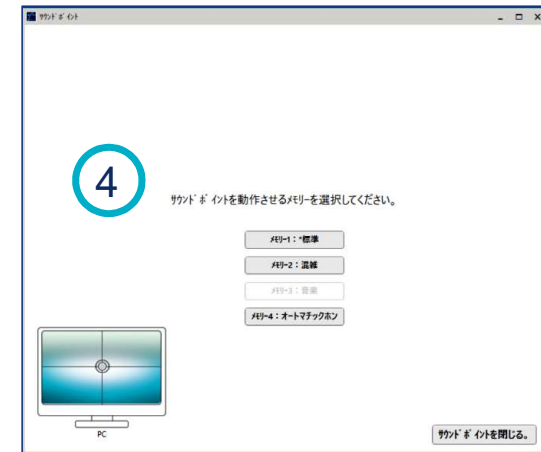 サウンドポイント
4
サウンドポイントを動作させるメモリーを選択してください。
メモリー1：*標準
メモリー2：混雑
メモリー3：音楽
メモリー4：オートマチックホン
PC
サウンドポイントを閉じる。